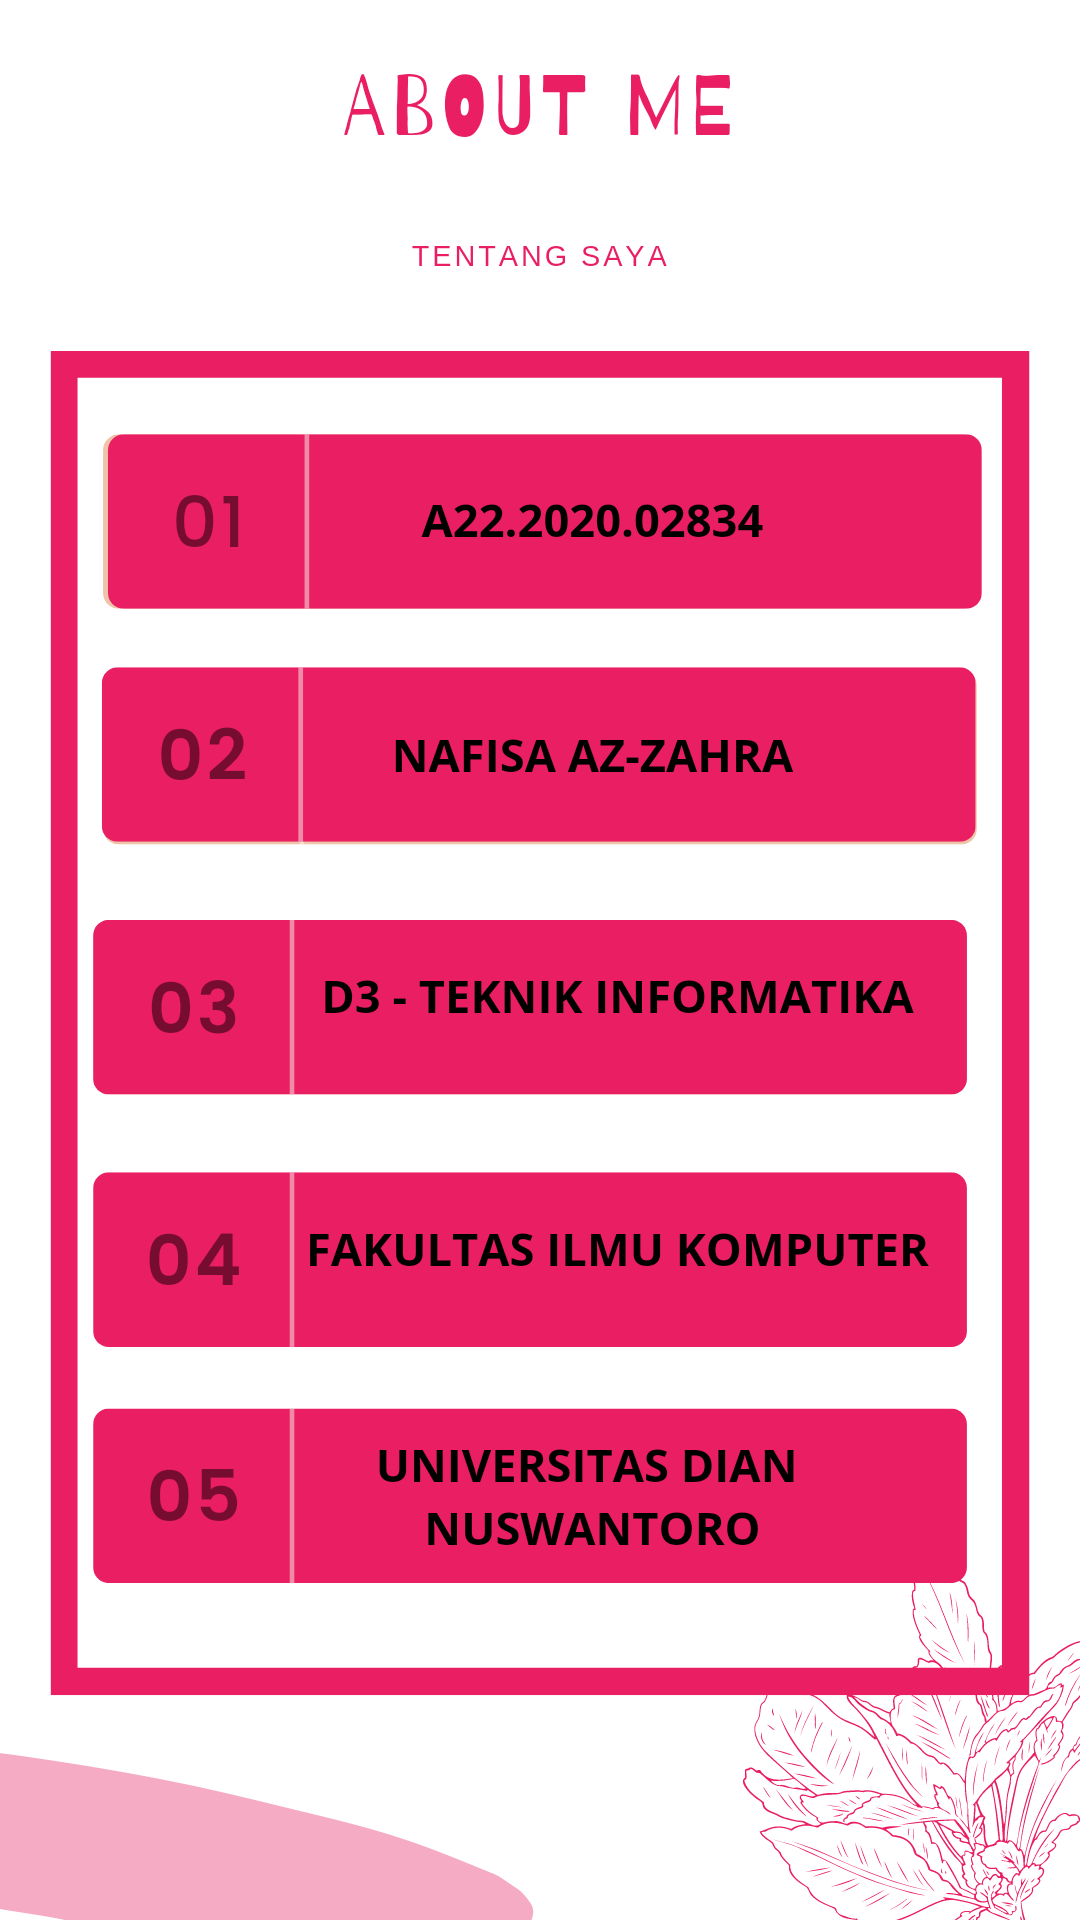 ABOUT ME
TENTANG SAYA
01
A22.2020.02834
02
NAFISA AZ-ZAHRA
03
D3 - TEKNIK INFORMATIKA
04
FAKULTAS ILMU KOMPUTER
05
UNIVERSITAS DIAN
NUSWANTORO